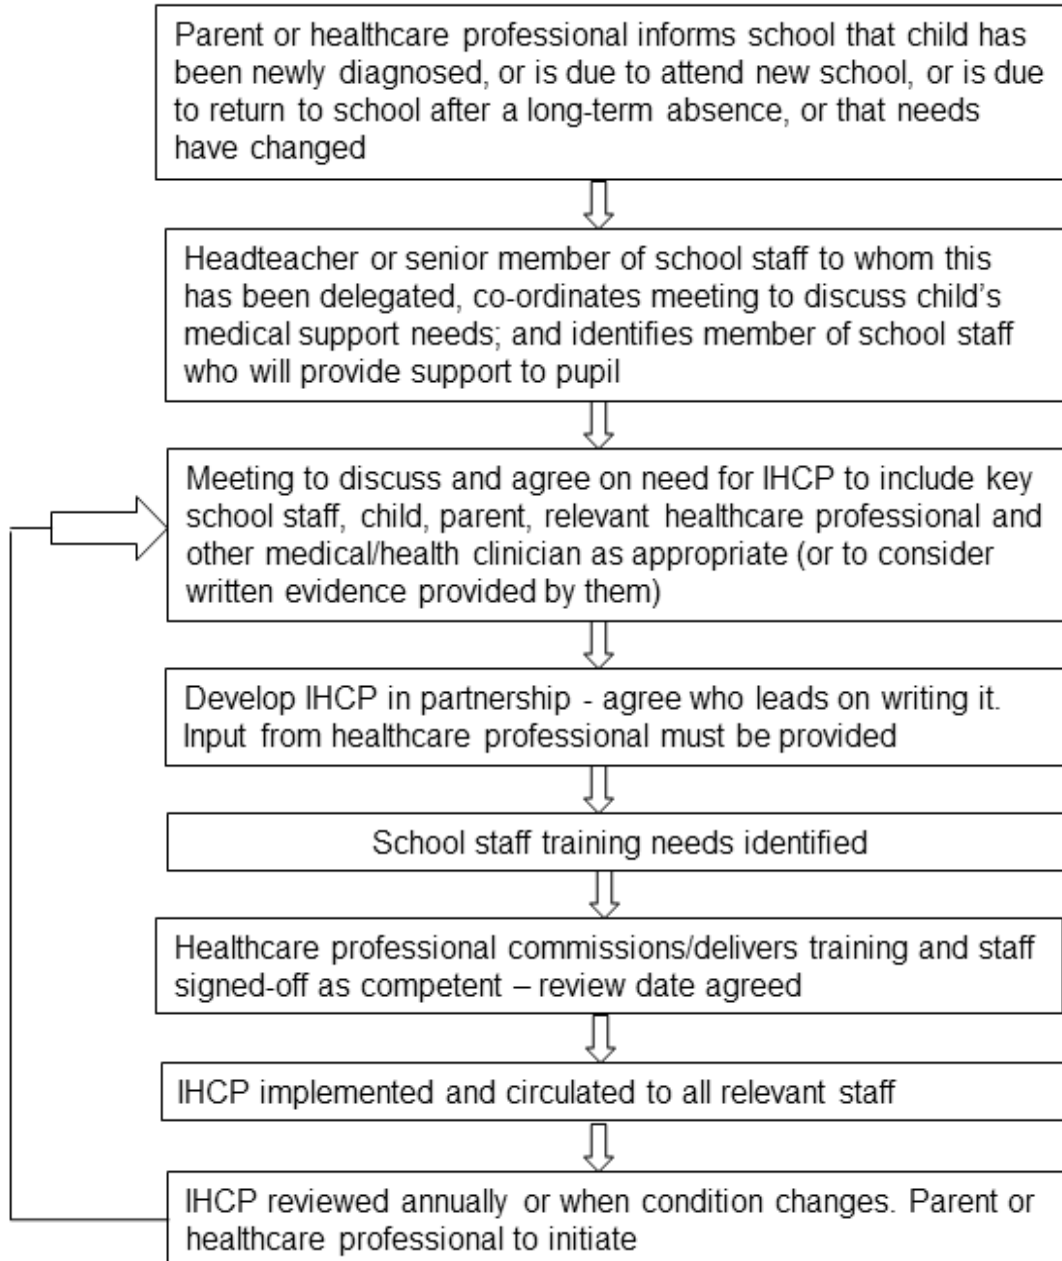 Parent or healthcare professional informs school that child has
been newly diagnosed, or is due to attend new school, or is due
to return to school after a long-term absence, or that needs
have changed
Headteacher or senior member of school staff to whom this
has been delegated, co-ordinates meeting to discuss child's
medical support needs; and identifies member of school staff
who will provide support to pupil
Meeting to discuss and agree on need for IHCP to include key
school staff, child, parent, relevant healthcare professional and
other medical/health clinician as appropriate (or to consider
written evidence provided by them)
Develop IHCP in partnership - agree who leads on writing it.
Input from healthcare professional must be provided
School staff training needs identified
Healthcare professional commissions/delivers training and staff
signed-off as competent – review date agreed
IHCP implemented and circulated to all relevant staff
IHCP reviewed annually or when condition changes. Parent or
healthcare professional to initiate